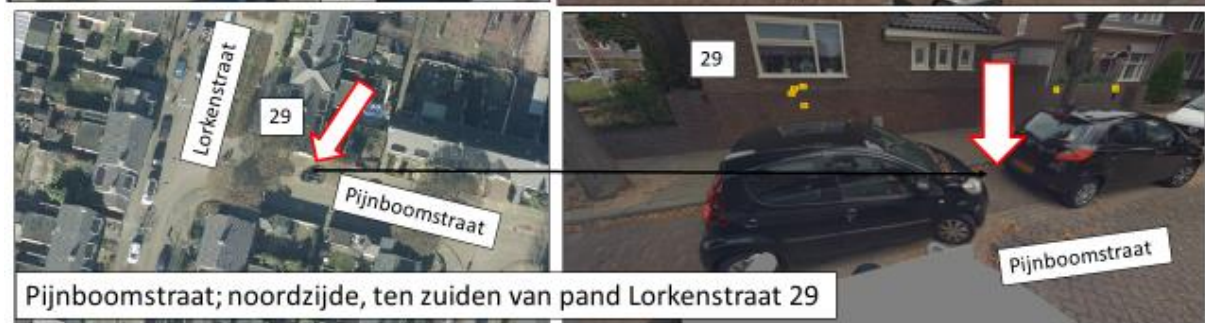 Lorkenstraat
29
Pijnboomstraat
29
Pijnboomstraat
Pijnboomstraat; noordzijde, ten zuiden van pand Lorkenstraat 29